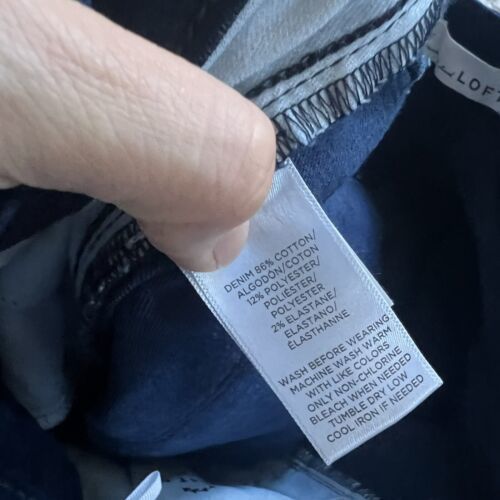 LOFT
DENIM 86% COTTON/
ALGODÓN/COTON
12% POLYESTER/
POLIÉSTER/
POLYESTER
2% ELASTANE/
ELASTANO/
ÉLASTHANNE
WASH BEFORE WEARING
MACHINE WASH WARM
WITH LIKE COLORS
ONLY NON-CHLORINE
BLEACH WHEN NEEDED
TUMBLE DRY LOW
COOL IRON IF NEEDED